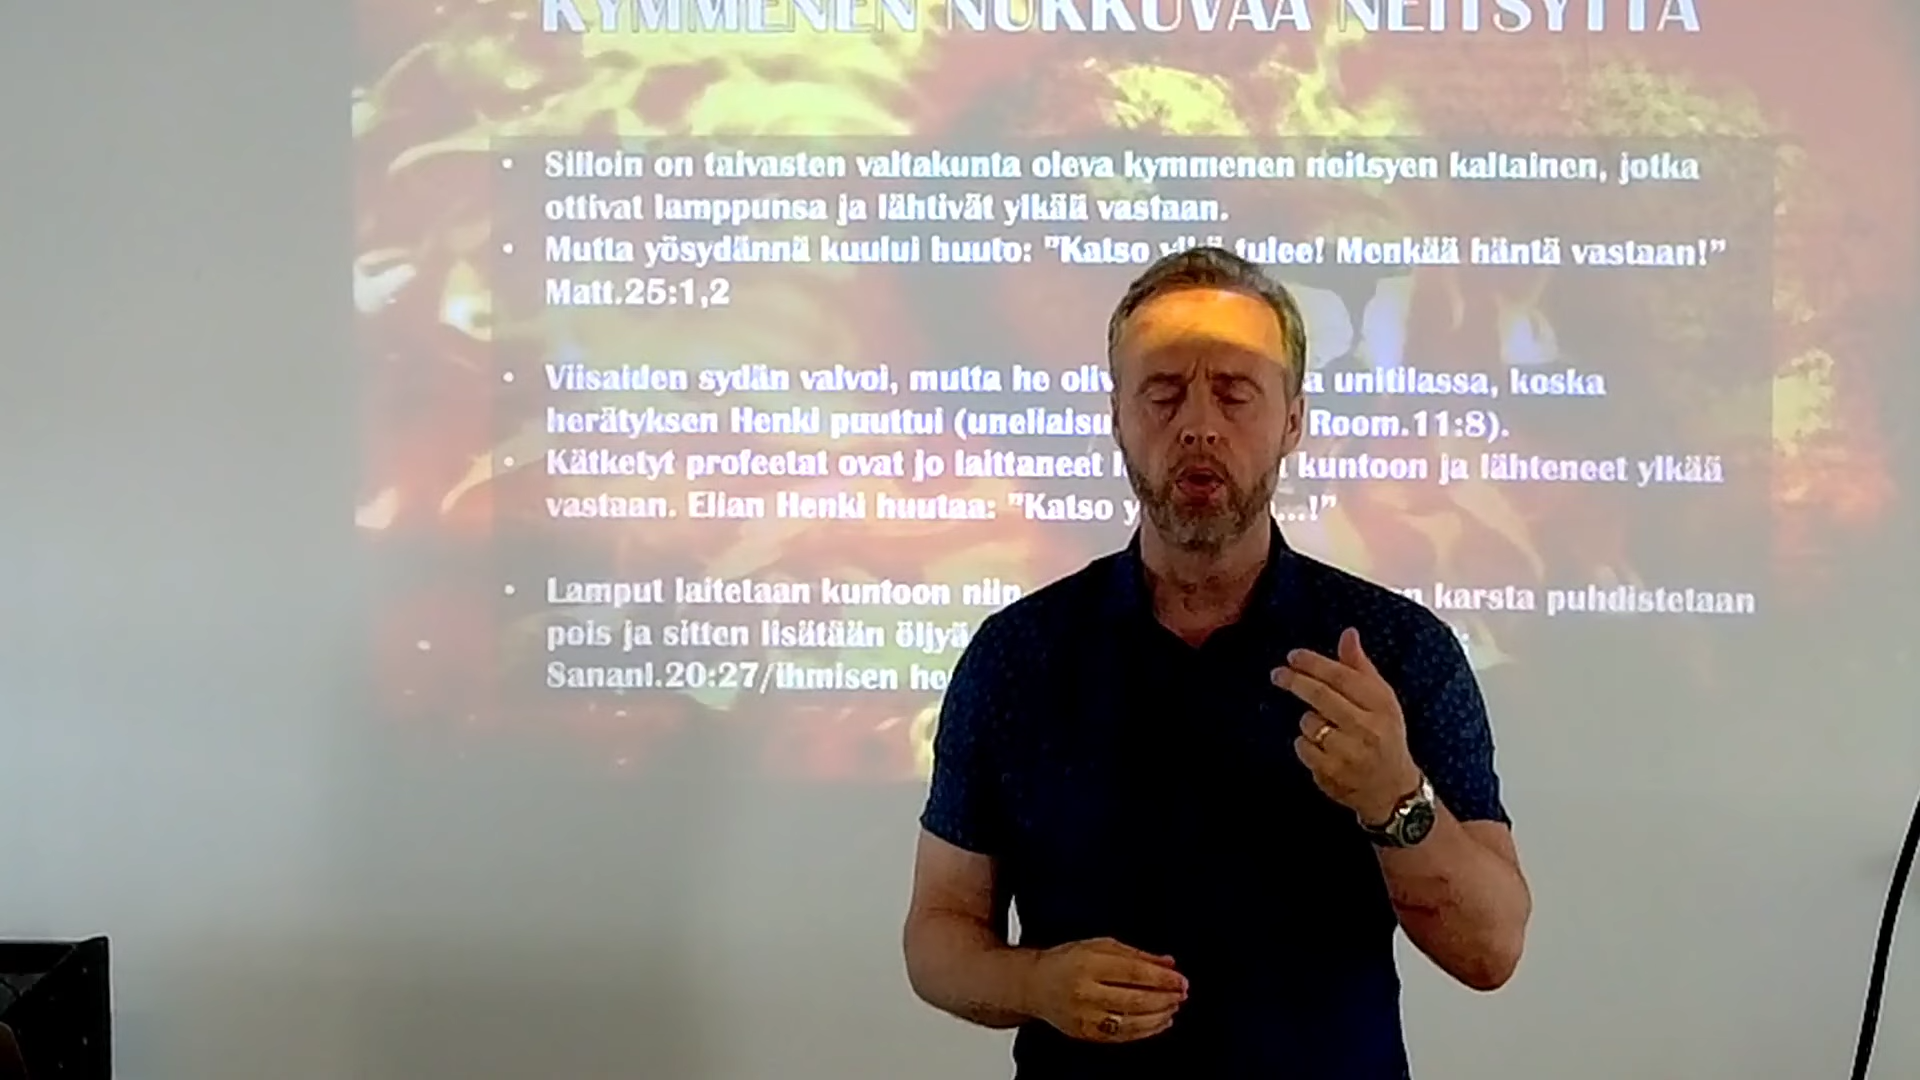 KYMMENEN NUKKUVAA NEITSYTTÄ
• Silloin on taivasten valtakunta oleva kymmenen neitsyen kaltainen, jotka
ottivat lamppunsa ja lähtivät ylkää vastaan.
• Mutta yösydännä kuului huuto: "Katso ylkä tulee! Menkää häntä vastaan!”
Matt.25:1,2
• Viisaiden sydän valvoi, mutta he unitilassa, koska
herätyksen Henki puuttui Room.11:8).
• Kätketyt profeetat ovat jo laittaneet kuntoon ja lähteneet ylkää
vastaan. Elian Henki huutaa: "Katso ...!”
• Lamput laitetaan kuntoon niin karsta puhdistetaan
pois ja sitten lisätään öljyä
Sananl.20:27/ihmisen